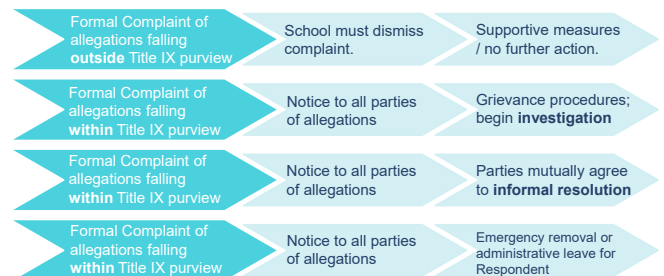 Formal Complaint of
allegations falling
outside Title IX purview
School must dismiss
complaint.
Supportive measures
/ no further action.
Formal Complaint of
allegations falling
within Title IX purview
Notice to all parties
of allegations
Grievance procedures;
begin investigation
Formal Complaint of
allegations falling
within Title IX purview
Notice to all parties
of allegations
Parties mutually agree
to informal resolution
Formal Complaint of
allegations falling
within Title IX purview
Notice to all parties
of allegations
Emergency removal or
administrative leave for
Respondent